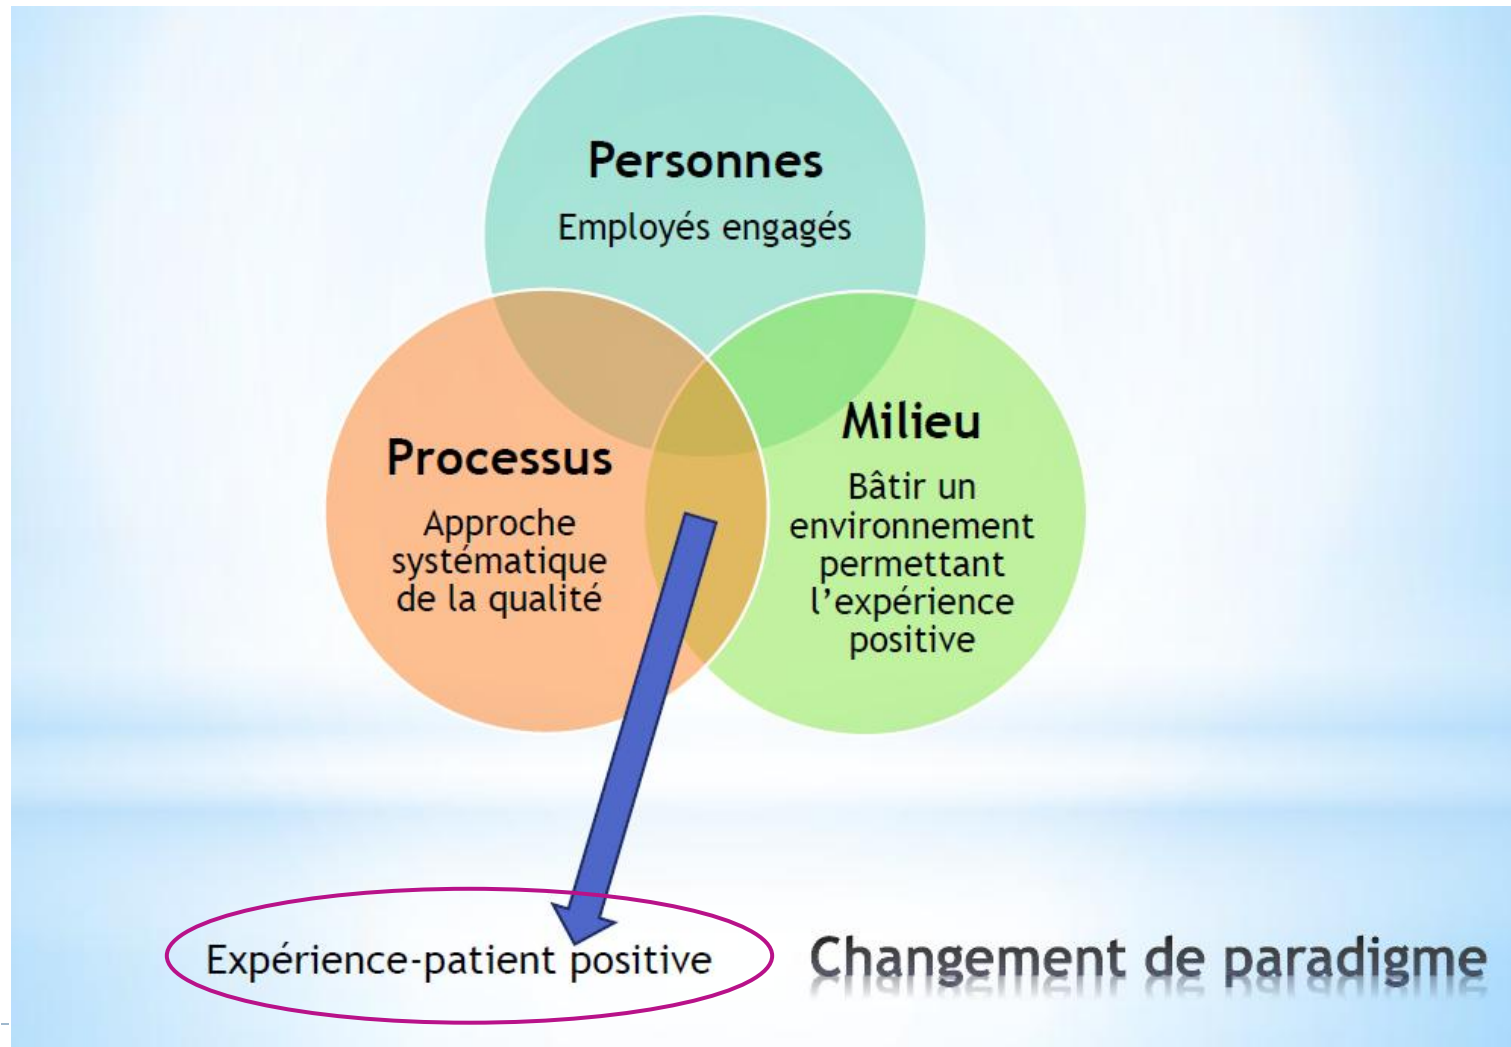 Personnes
Employés engagés
Processus
Approche
systématique
de la qualité
Milieu
Bâtir un
environnement
permettant
l'expérience
positive
Expérience-patient positive
Changement de paradigme